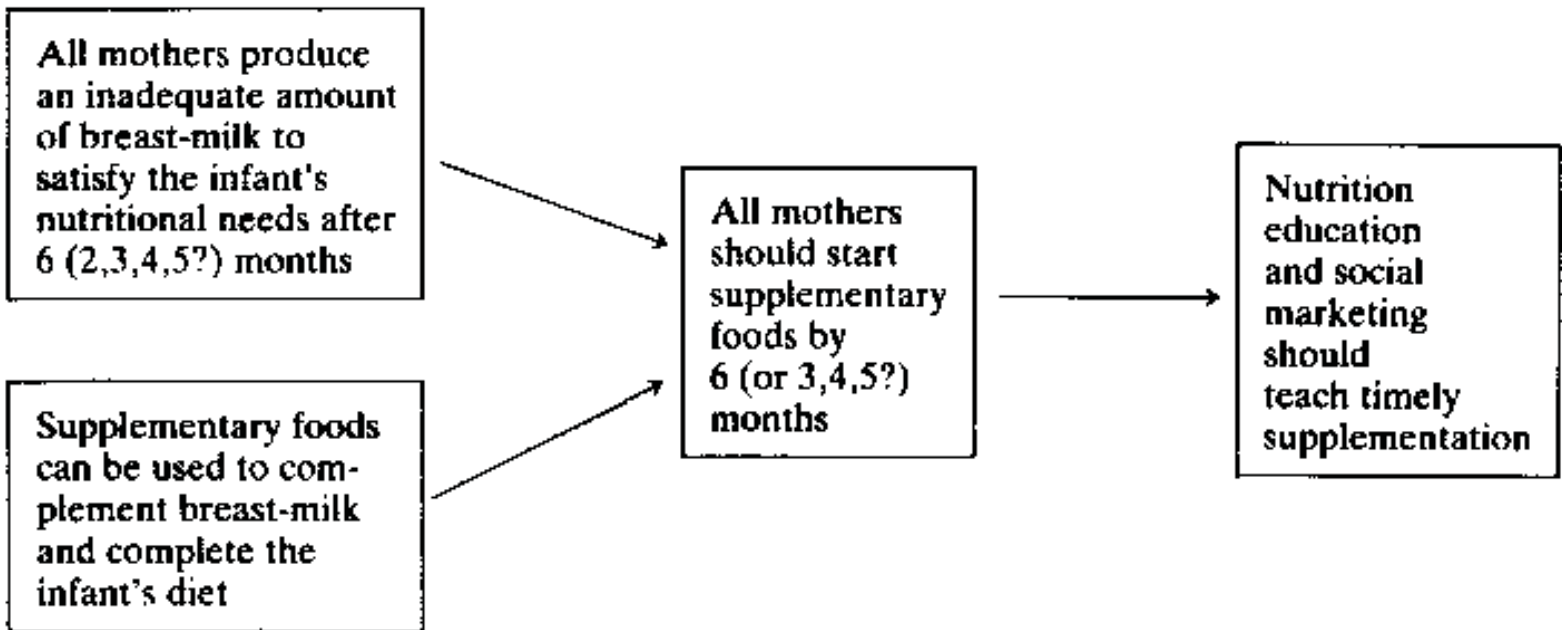 All mothers produce
an inadequate amount
of breast-milk to
satisfy the infant's
nutritional needs after
6 (2,3,4,5?) months
Supplementary foods
can be used to com-
plement breast-milk
and complete the
infant's diet
All mothers
should start
supplementary
foods by
6 (or 3,4,5?)
months
Nutrition
education
and social
marketing
should
teach timely
supplementation